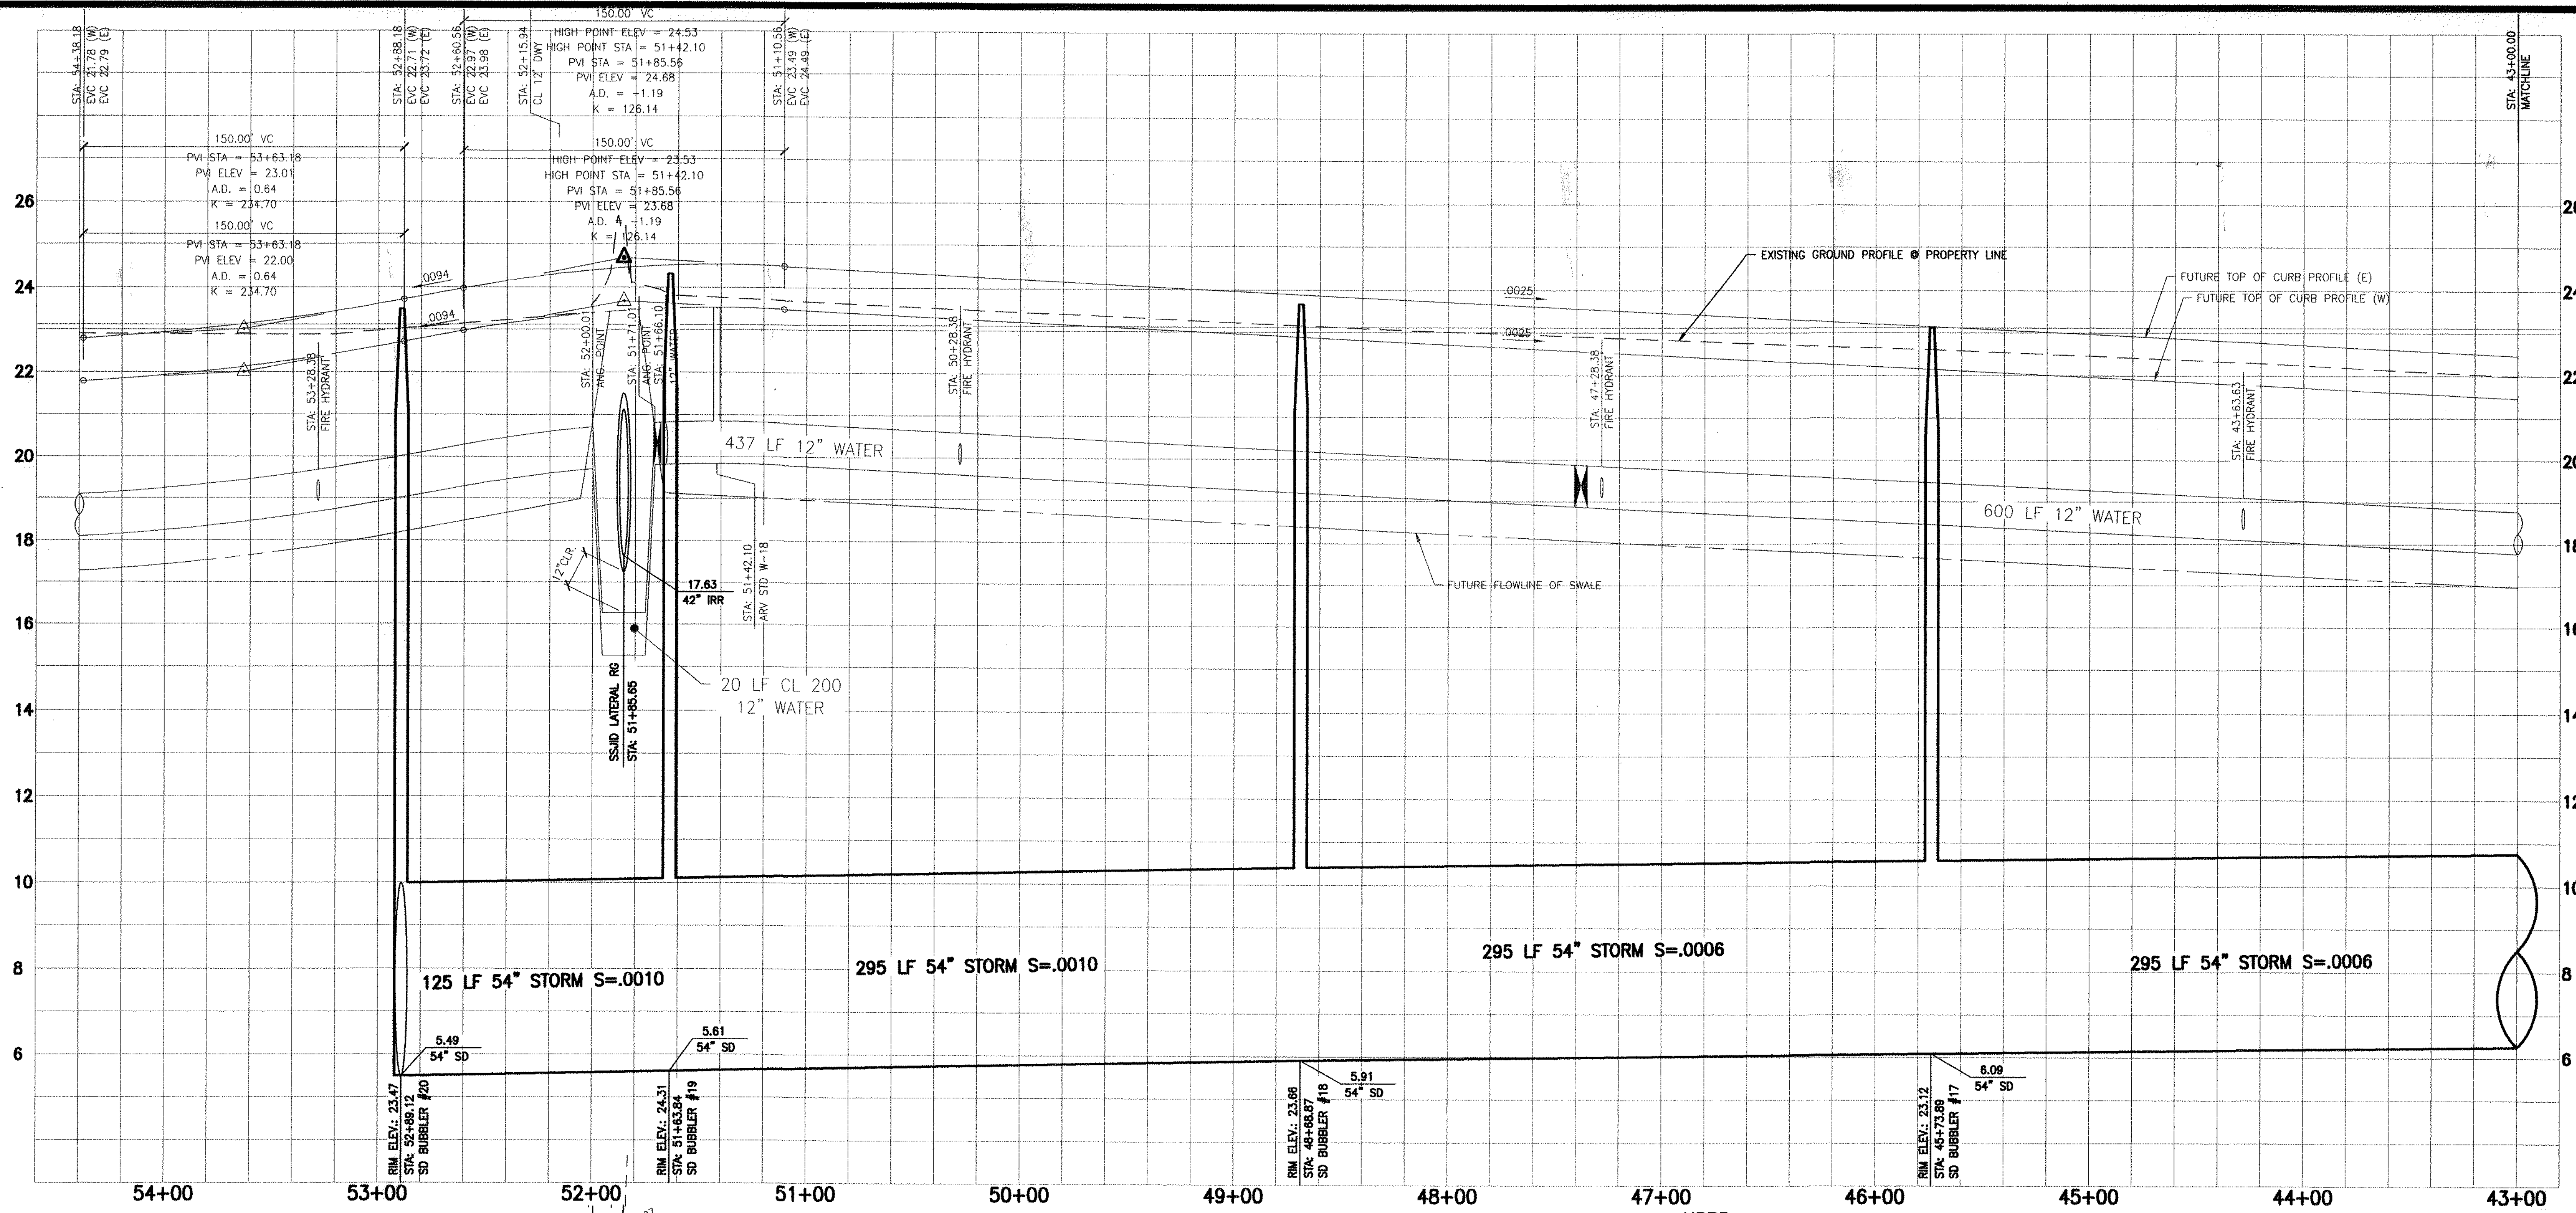 STA: 54+38.18
EVC 21.78 (W)
EVC 22.79 (E)
STA: 52+88.18
EVC 22.71 (W)
EVC 23.72 (E)
STA: 52+60.56
EVC 22.97 (W)
EVC 23.98 (E)
STA: 52+15.94
CL 12' DWY
150.00' VC
HIGH POINT ELEV = 24.53
HIGH POINT STA = 51+42.10
PVI STA = 51+85.56
PVI ELEV = 24.68
A.D. = -1.19
K = 126.14
STA: 51+10.56
EVC 23.49 (W)
EVC 24.49 (E)
STA: 43+00.00
MATCHLINE
150.00' VC
PVI STA = 53+63.18
PVI ELEV = 23.01
A.D. = 0.64
K = 234.70
150.00' VC
PVI STA = 53+63.18
PVI ELEV = 22.00
A.D. = 0.64
K = 234.70
150.00' VC
HIGH POINT ELEV = 23.53
HIGH POINT STA = 51+42.10
PVI STA = 51+85.56
PVI ELEV = 23.68
A.D. = -1.19
K = 126.14
.0094
.0094
.0025
.0025
EXISTING GROUND PROFILE @ PROPERTY LINE
FUTURE TOP OF CURB PROFILE (E)
FUTURE TOP OF CURB PROFILE (W)
STA: 53+28.38
FIRE HYDRANT
STA: 52+00.01
ANG. POINT
STA: 51+71.01
ANG. POINT
STA: 51+66.10
12" WATER
STA: 50+28.38
FIRE HYDRANT
STA: 47+28.38
FIRE HYDRANT
STA: 43+63.63
FIRE HYDRANT
437 LF 12" WATER
600 LF 12" WATER
12"CLR.
17.63
42" IRR
STA: 51+42.10
ARV STD W-18
FUTURE FLOWLINE OF SWALE
SSJID LATERAL RG
STA: 51+85.65
20 LF CL 200
12" WATER
125 LF 54" STORM S=.0010
295 LF 54" STORM S=.0010
295 LF 54" STORM S=.0006
295 LF 54" STORM S=.0006
5.49
54" SD
5.61
54" SD
5.91
54" SD
6.09
54" SD
RIM ELEV.: 23.47
STA: 52+89.12
SD BUBBLER #20
RIM ELEV.: 24.31
STA: 51+63.84
SD BUBBLER #19
RIM ELEV.: 23.66
STA: 48+68.87
SD BUBBLER #18
RIM ELEV.: 23.12
STA: 45+73.89
SD BUBBLER #17
26
24
22
20
18
16
14
12
10
8
6
8
6
54+00 53+00 52+00 51+00 50+00 49+00 48+00 47+00 46+00 45+00 44+00 43+00